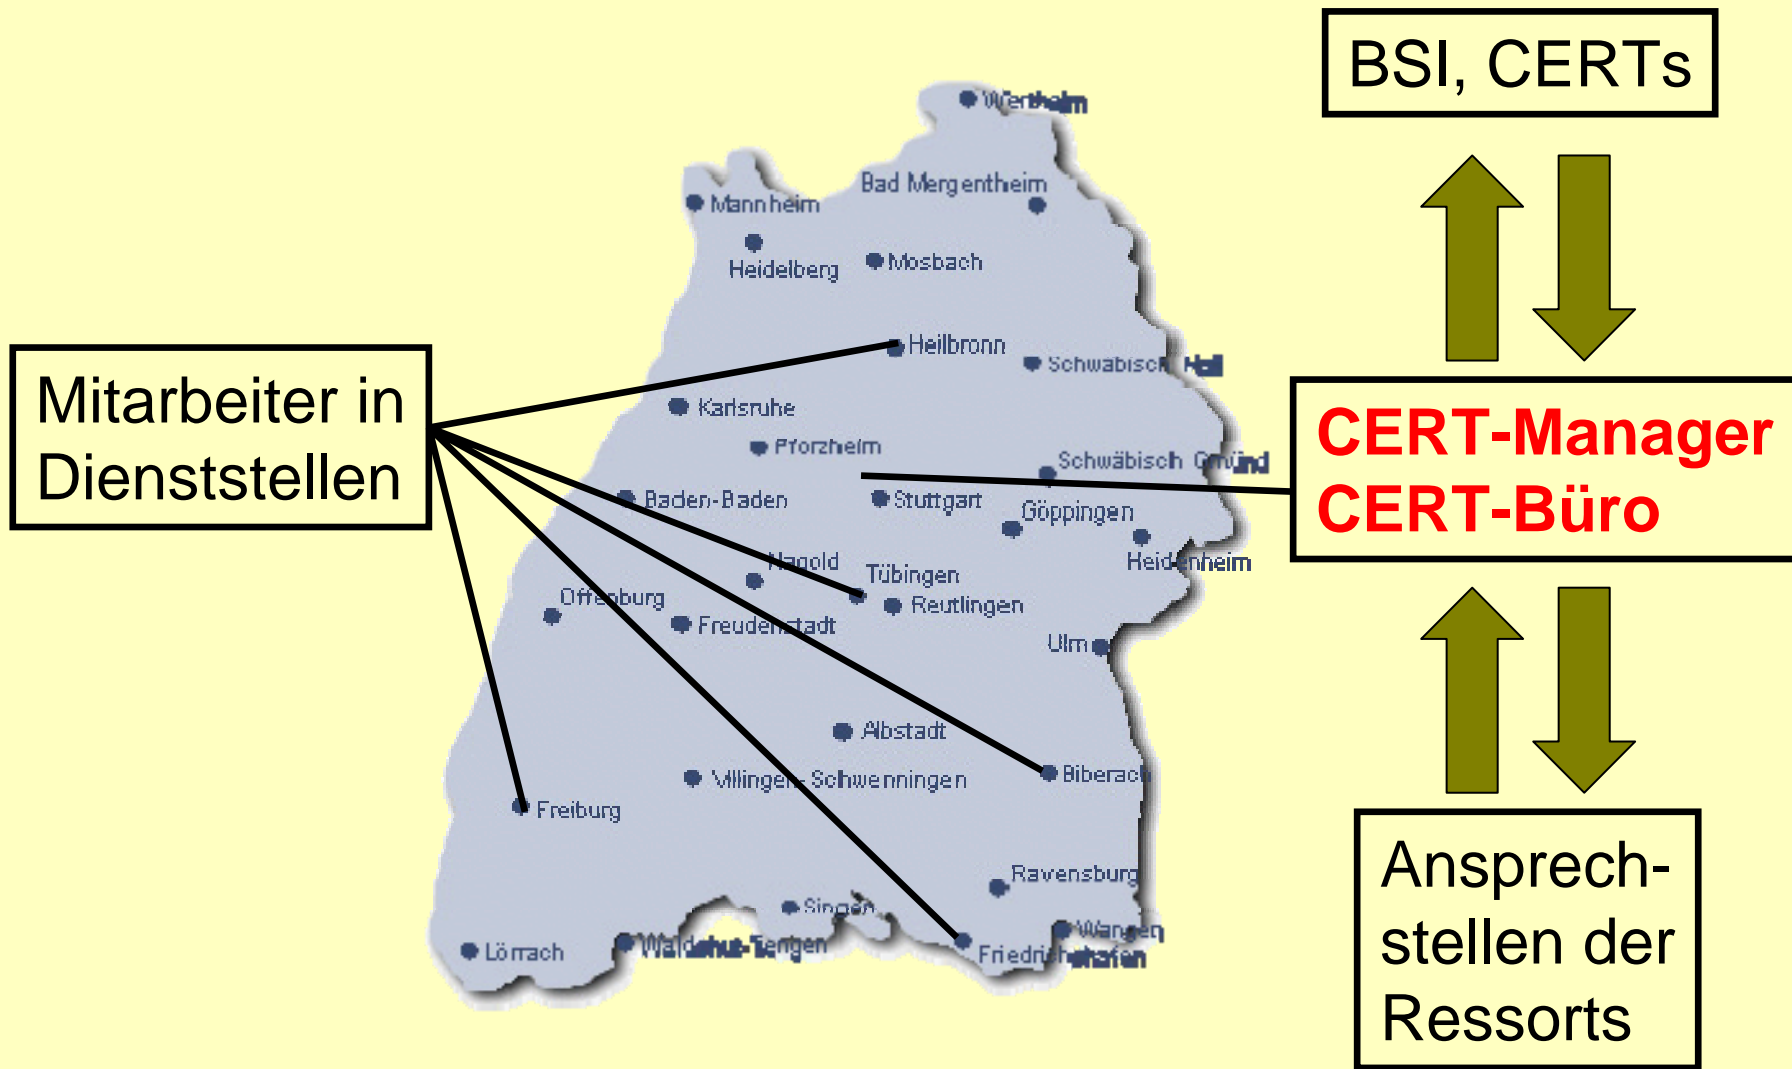 BSI, CERTs
Wertheim
Bad Mergentheim
Mannheim
Heidelberg
Mosbach
Heilbronn
Schwäbisch Hall
Mitarbeiter in
Dienststellen
Karlsruhe
Pforzheim
CERT-Manager
CERT-Büro
Schwäbisch Gmünd
Baden-Baden
Stuttgart
Göppingen
Heidenheim
Nagold
Tübingen
Offenburg
Reutlingen
Freudenstadt
Ulm
Albstadt
Villingen-Schwenningen
Biberach
Freiburg
Ansprech-
stellen der
Ressorts
Ravensburg
Singen
Wangen
Lörrach
Waldshut-Tengen
Friedrichshafen